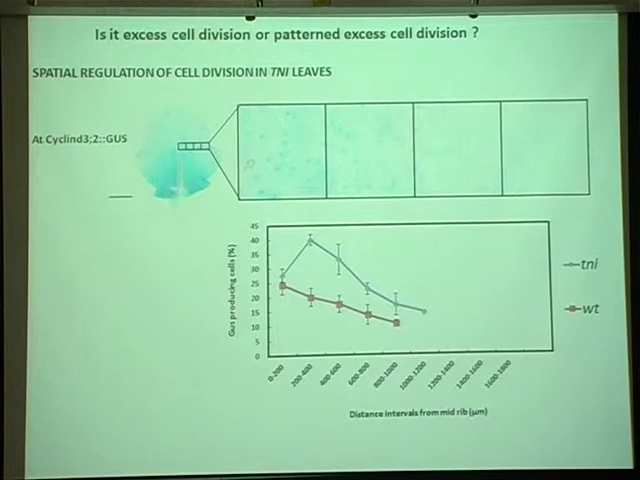 Is it excess cell division or patterned excess cell division ?
SPATIAL REGULATION OF CELL DIVISION IN TNI LEAVES
At Cyclind3;2::GUS
45
40
35
30
25
20
15
10
5
0
Gus producing cells (%)
tni
wt
0-200
200-400
400-600
600-800
800-1000
1000-1200
1200-1400
1400-1600
1600-1800
Distance intervals from mid rib (µm)